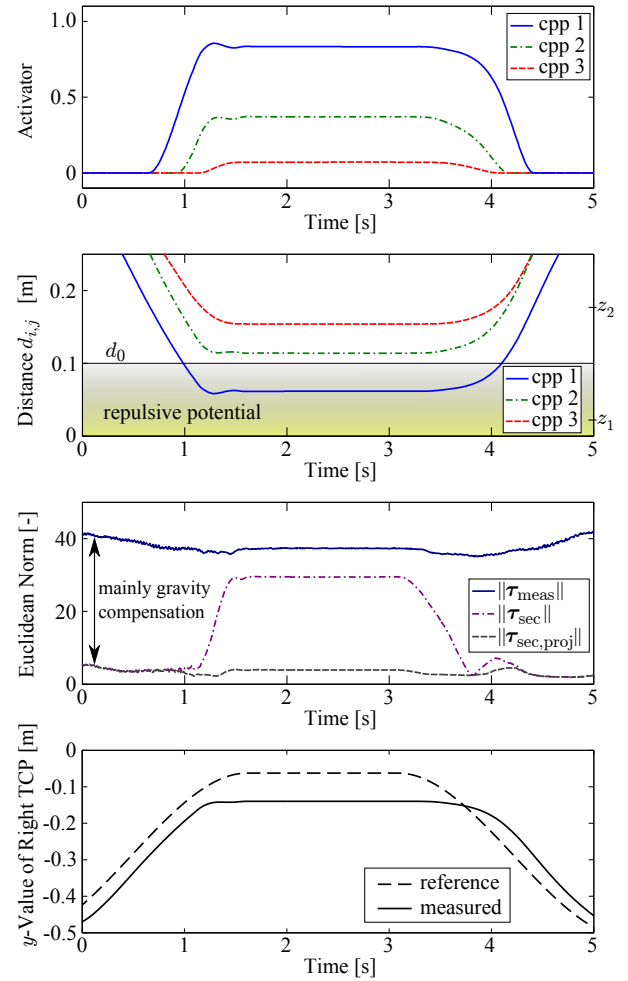 Activator
1.0
0.5
0
cpp 1
cpp 2
cpp 3
0 1 2 3 4 5
Time [s]
Distance d_{i,j} [m]
0.2
0.1
0
d_0
repulsive potential
z_2
z_1
cpp 1
cpp 2
cpp 3
0 1 2 3 4 5
Time [s]
Euclidean Norm [-]
40
20
0
mainly gravity
compensation
||τ_meas||
||τ_sec||
||τ_sec,proj||
0 1 2 3 4 5
Time [s]
y-Value of Right TCP [m]
0
-0.1
-0.2
-0.3
-0.4
-0.5
reference
measured
0 1 2 3 4 5
Time [s]